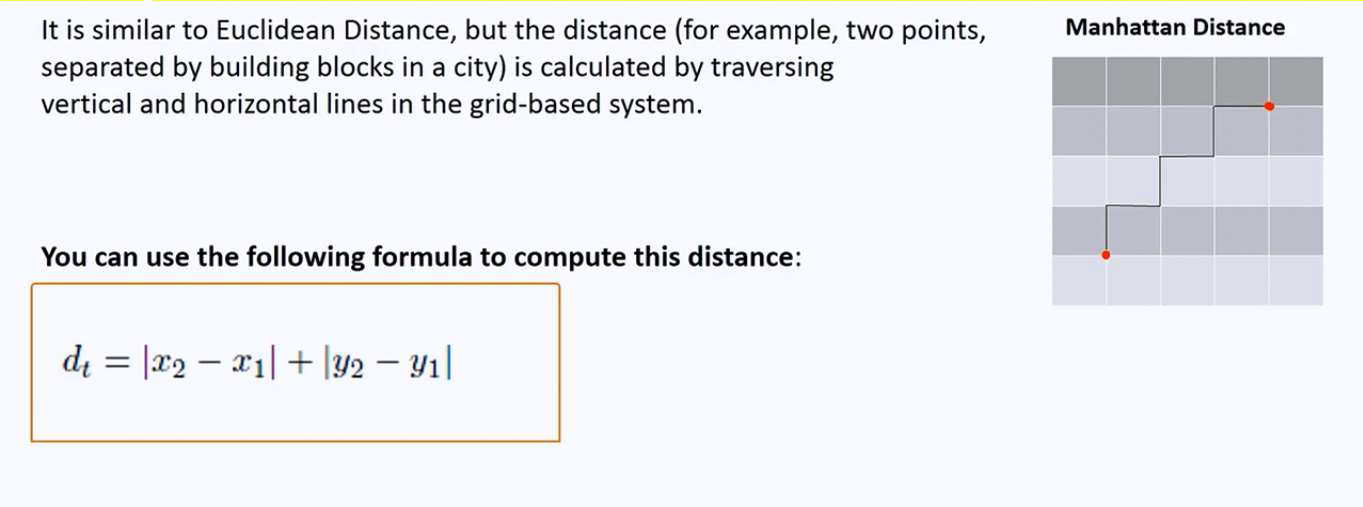 It is similar to Euclidean Distance, but the distance (for example, two points,
separated by building blocks in a city) is calculated by traversing
vertical and horizontal lines in the grid-based system.
Manhattan Distance
You can use the following formula to compute this distance:
dₜ = |x₂ − x₁| + |y₂ − y₁|